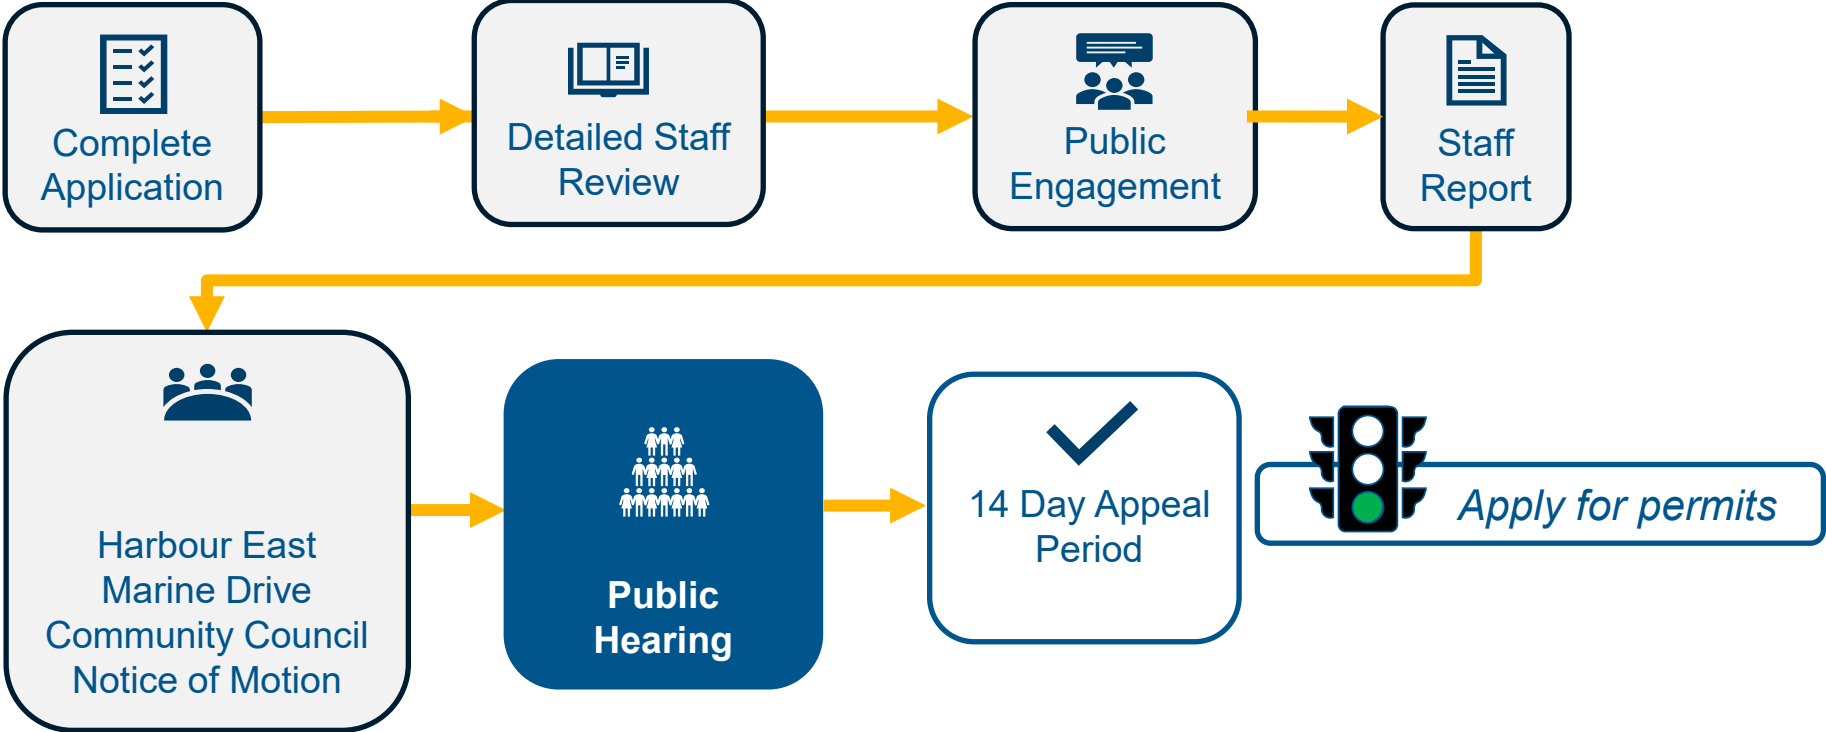 Complete
Application
Detailed Staff
Review
Public
Engagement
Staff
Report
Harbour East
Marine Drive
Community Council
Notice of Motion
Public
Hearing
14 Day Appeal
Period
Apply for permits